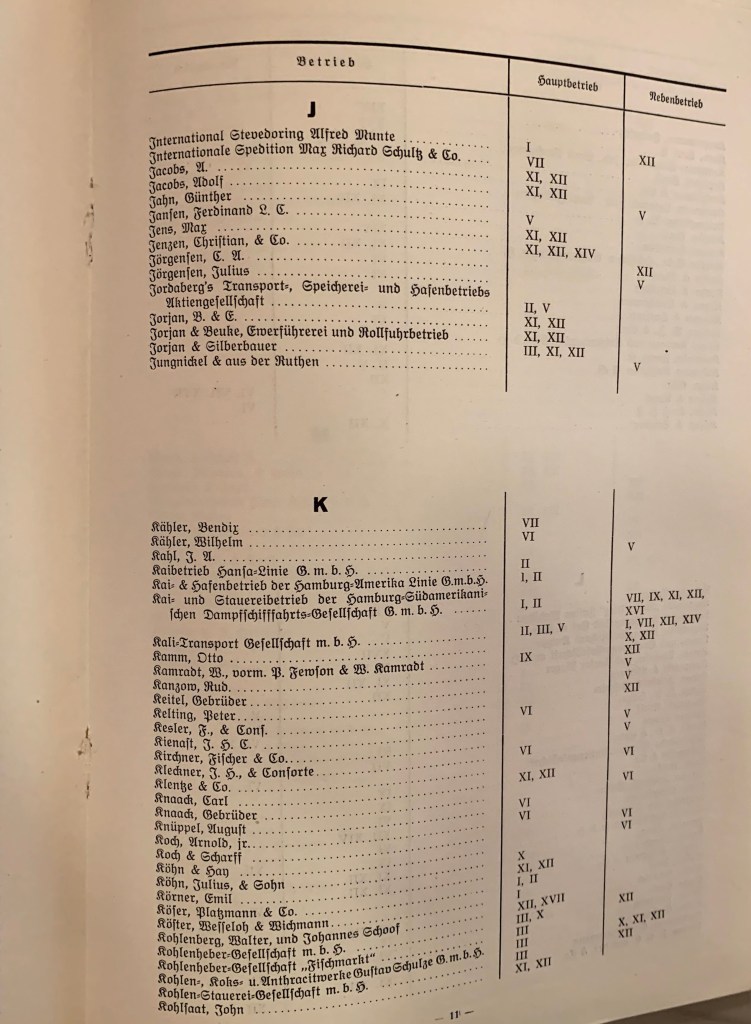 Betrieb
Hauptbetrieb
Nebenbetrieb
J
International Stevedoring Alfred Munte
Internationale Spedition Max Richard Schultz & Co.
Jacobs, A.
Jacobs, Adolf
Jahn, Günther
Jansen, Ferdinand L. C.
Jens, Max
Jenzen, Christian, & Co.
Jörgensen, C. A.
Jörgensen, Julius
Jordaberg's Transport-, Speicherei- und Hafenbetriebs
Aktiengesellschaft
Jorjan, B. & E.
Jorjan & Beuke, Ewerführerei und Rollfuhrbetrieb
Jorjan & Silberbauer
Jungnickel & aus der Ruthen
I
VII
XI, XII
XI, XII
V
XI, XII
XI, XII, XIV
II, V
XI, XII
XI, XII
III, XI, XII
XII
V
XII
V
V
K
Kähler, Bendix
Kähler, Wilhelm
Kahl, J. A.
Kaibetrieb Hansa-Linie G. m. b. H.
Kai- & Hafenbetrieb der Hamburg-Amerika Linie G.m.b.H.
Kai- und Stauereibetrieb der Hamburg-Südamerikani-
schen Dampfschifffahrts-Gesellschaft G. m. b. H.
Kali-Transport Gesellschaft m. b. H.
Kamm, Otto
Kamradt, W., vorm. P. Fewson & W. Kamradt
Kanzow, Rud.
Keitel, Gebrüder
Kelting, Peter
Kesler, F., & Cons.
Kienast, J. H. C.
Kirchner, Fischer & Co.
Kleckner, J. H., & Conforte
Klentze & Co.
Knaack, Carl
Knaack, Gebrüder
Knüppel, August
Koch, Arnold, jr.
Koch & Scharff
Köhn & Hay
Köhn, Julius, & Sohn
Körner, Emil
Köser, Platzmann & Co.
Köster, Wesseloh & Wichmann
Kohlenberg, Walter, und Johannes Schoof
Kohlenheber-Gesellschaft m. b. H.
Kohlenheber-Gesellschaft „Fischmarkt"
Kohlen-, Koks- u. Anthracitwerke Gustav Schulze G. m. b. H.
Kohlen-Stauerei-Gesellschaft m. b. H.
Kohlsaat, John
VII
VI
II
I, II
I, II
II, III, V
IX
VI
VI
XI, XII
VI
VI
X
XI, XII
I, II
I
XII, XVII
III, X
III
III
III
XI, XII
V
VII, IX, XI, XII,
XVI
I, VII, XII, XIV
X, XII
XII
V
V
XII
V
V
VI
VI
VI
VI
XII
X, XI, XII
XII
— 11 —